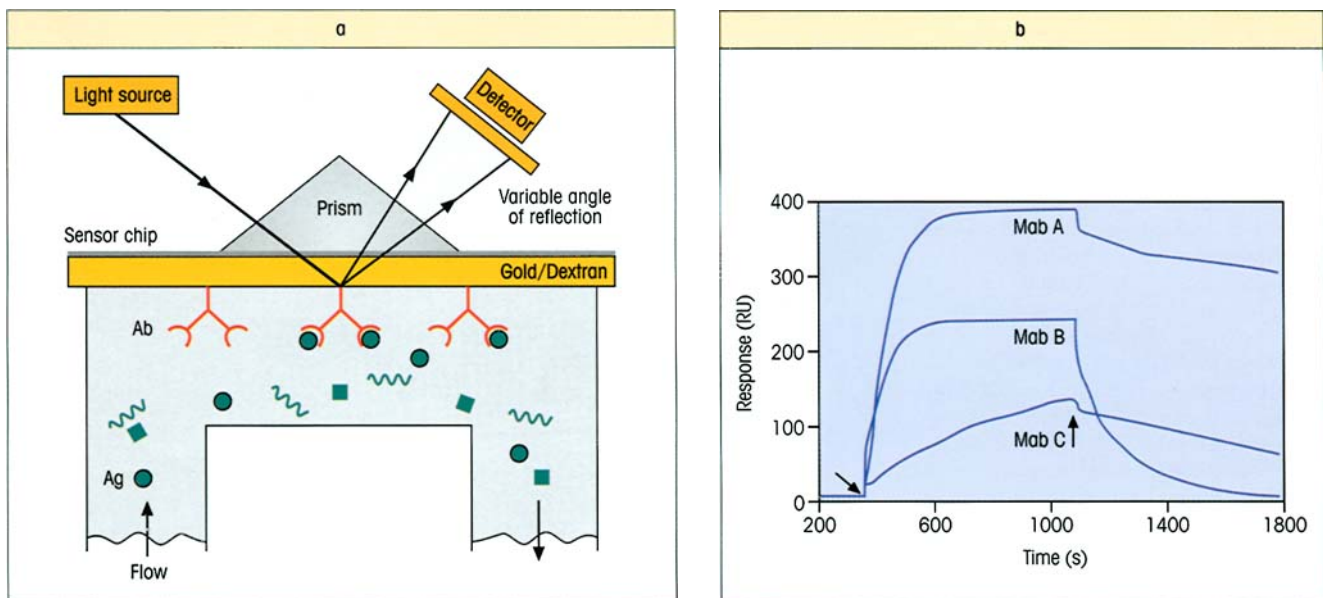 a
Light source
Detector
Prism
Variable angle
of reflection
Sensor chip
Gold/Dextran
Ab
Ag
Flow
b
400
300
200
100
0
Response (RU)
Mab A
Mab B
Mab C
200
600
1000
1400
1800
Time (s)